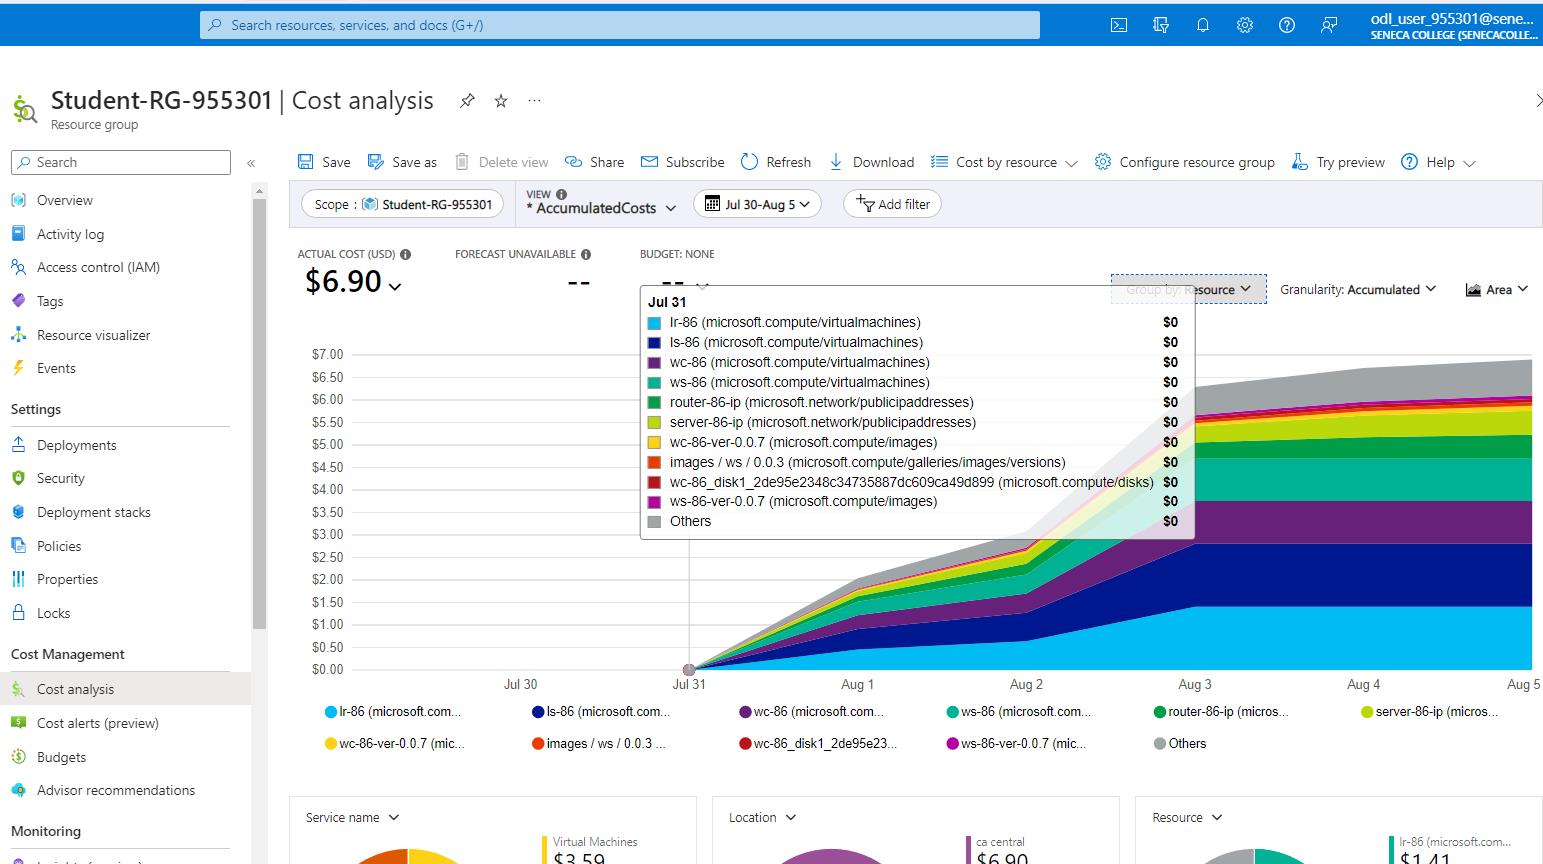 Search resources, services, and docs (G+/)
odl_user_955301@sene...
SENECA COLLEGE (SENECACOLLE...
Student-RG-955301 | Cost analysis ...
Resource group
Search «
Overview
Activity log
Access control (IAM)
Tags
Resource visualizer
Events
Settings
Deployments
Security
Deployment stacks
Policies
Properties
Locks
Cost Management
Cost analysis
Cost alerts (preview)
Budgets
Advisor recommendations
Monitoring
Save Save as Delete view Share Subscribe Refresh Download Cost by resource Configure resource group Try preview Help
Scope : Student-RG-955301
VIEW
* AccumulatedCosts
Jul 30-Aug 5
Add filter
ACTUAL COST (USD)
$6.90
FORECAST UNAVAILABLE
--
BUDGET: NONE
--
Group by: Resource
Granularity: Accumulated
Area
Jul 31
lr-86 (microsoft.compute/virtualmachines) $0
ls-86 (microsoft.compute/virtualmachines) $0
wc-86 (microsoft.compute/virtualmachines) $0
ws-86 (microsoft.compute/virtualmachines) $0
router-86-ip (microsoft.network/publicipaddresses) $0
server-86-ip (microsoft.network/publicipaddresses) $0
wc-86-ver-0.0.7 (microsoft.compute/images) $0
images / ws / 0.0.3 (microsoft.compute/galleries/images/versions) $0
wc-86_disk1_2de95e2348c34735887dc609ca49d899 (microsoft.compute/disks) $0
ws-86-ver-0.0.7 (microsoft.compute/images) $0
Others $0
$7.00
$6.50
$6.00
$5.50
$5.00
$4.50
$4.00
$3.50
$3.00
$2.50
$2.00
$1.50
$1.00
$0.50
$0.00
Jul 30 Jul 31 Aug 1 Aug 2 Aug 3 Aug 4 Aug 5
lr-86 (microsoft.com... ls-86 (microsoft.com... wc-86 (microsoft.com... ws-86 (microsoft.com... router-86-ip (micros... server-86-ip (micros...
wc-86-ver-0.0.7 (mic... images / ws / 0.0.3 ... wc-86_disk1_2de95e23... ws-86-ver-0.0.7 (mic... Others
Service name
Virtual Machines
$3.59
Location
ca central
$6.90
Resource
lr-86 (microsoft.com...
$1.41